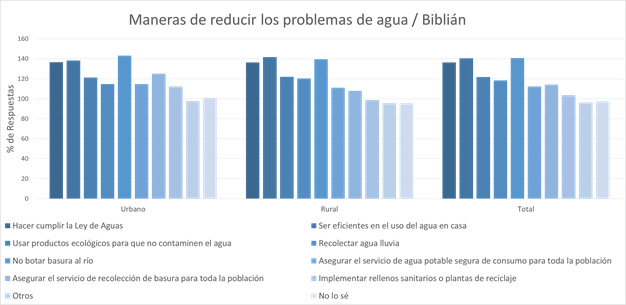 Maneras de reducir los problemas de agua / Biblián
% de Respuestas
160
140
120
100
80
60
40
20
0
Urbano Rural Total
Hacer cumplir la Ley de Aguas
Ser eficientes en el uso del agua en casa
Usar productos ecológicos para que no contaminen el agua
Recolectar agua lluvia
No botar basura al río
Asegurar el servicio de agua potable segura de consumo para toda la población
Asegurar el servicio de recolección de basura para toda la población
Implementar rellenos sanitarios o plantas de reciclaje
Otros
No lo sé